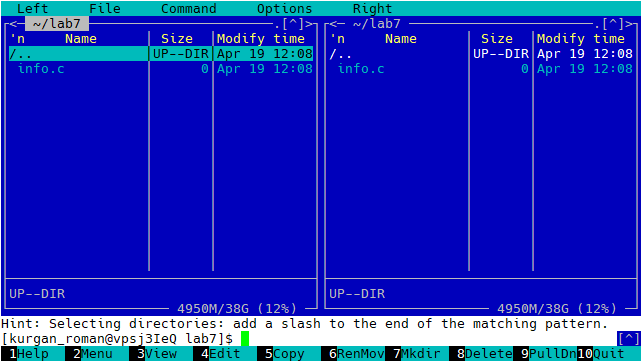 Left File Command Options Right
<─ ~/lab7 ─.[^]> <─ ~/lab7 ─.[^]>
'n Name Size Modify time 'n Name Size Modify time
/.. UP--DIR Apr 19 12:08 /.. UP--DIR Apr 19 12:08
info.c 0 Apr 19 12:08 info.c 0 Apr 19 12:08
UP--DIR UP--DIR
4950M/38G (12%) 4950M/38G (12%)
Hint: Selecting directories: add a slash to the end of the matching pattern.
[kurgan_roman@vpsj3IeQ lab7]$ [^]
1Help 2Menu 3View 4Edit 5Copy 6RenMov 7Mkdir 8Delete 9PullDn 10Quit